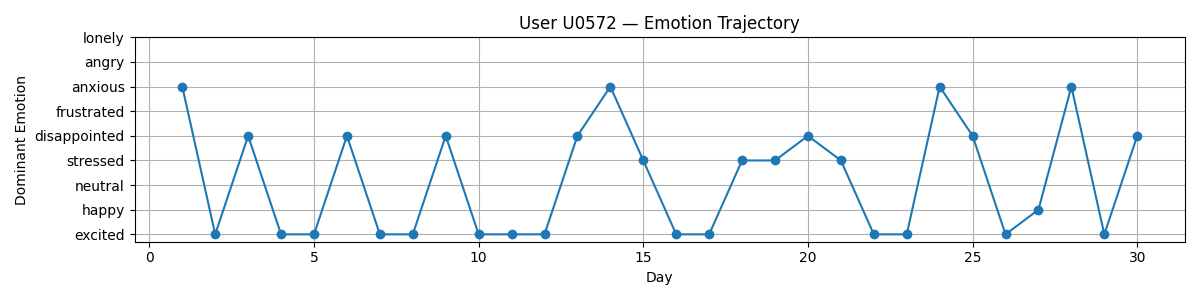 User U0572 — Emotion Trajectory
Dominant Emotion
lonely
angry
anxious
frustrated
disappointed
stressed
neutral
happy
excited
0 5 10 15 20 25 30
Day